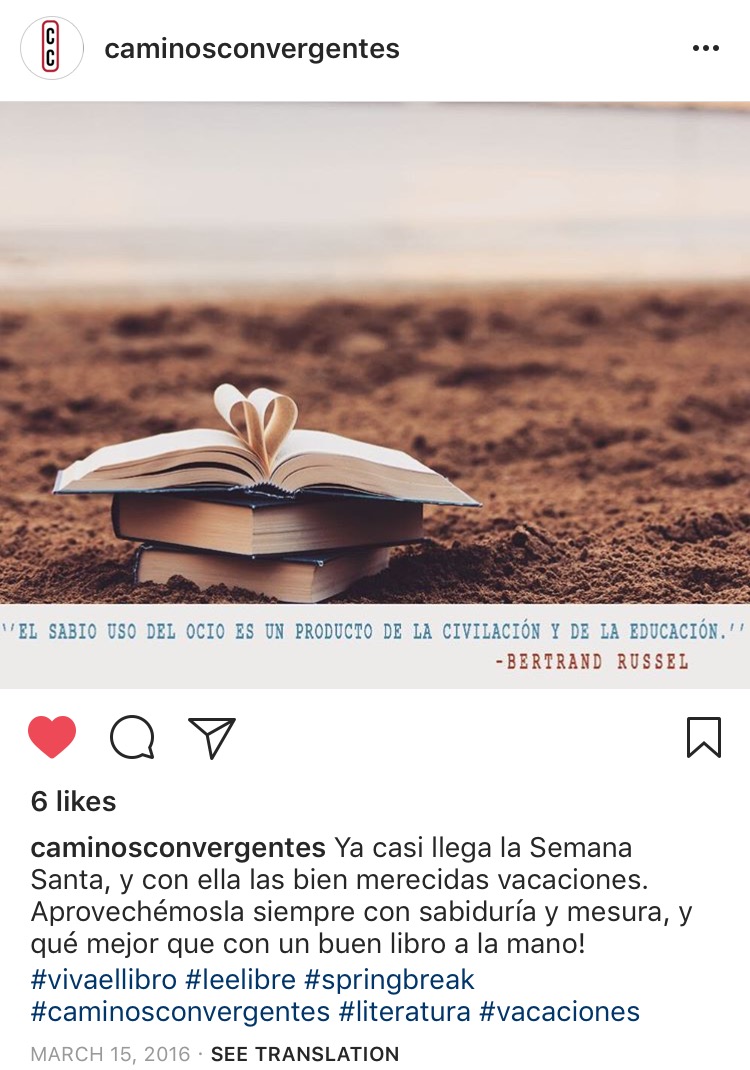 CC
caminosconvergentes
''EL SABIO USO DEL OCIO ES UN PRODUCTO DE LA CIVILACIÓN Y DE LA EDUCACIÓN.''
-BERTRAND RUSSEL
6 likes
caminosconvergentes Ya casi llega la Semana
Santa, y con ella las bien merecidas vacaciones.
Aprovechémosla siempre con sabiduría y mesura, y
qué mejor que con un buen libro a la mano!
#vivaellibro #leelibre #springbreak
#caminosconvergentes #literatura #vacaciones
MARCH 15, 2016 · SEE TRANSLATION